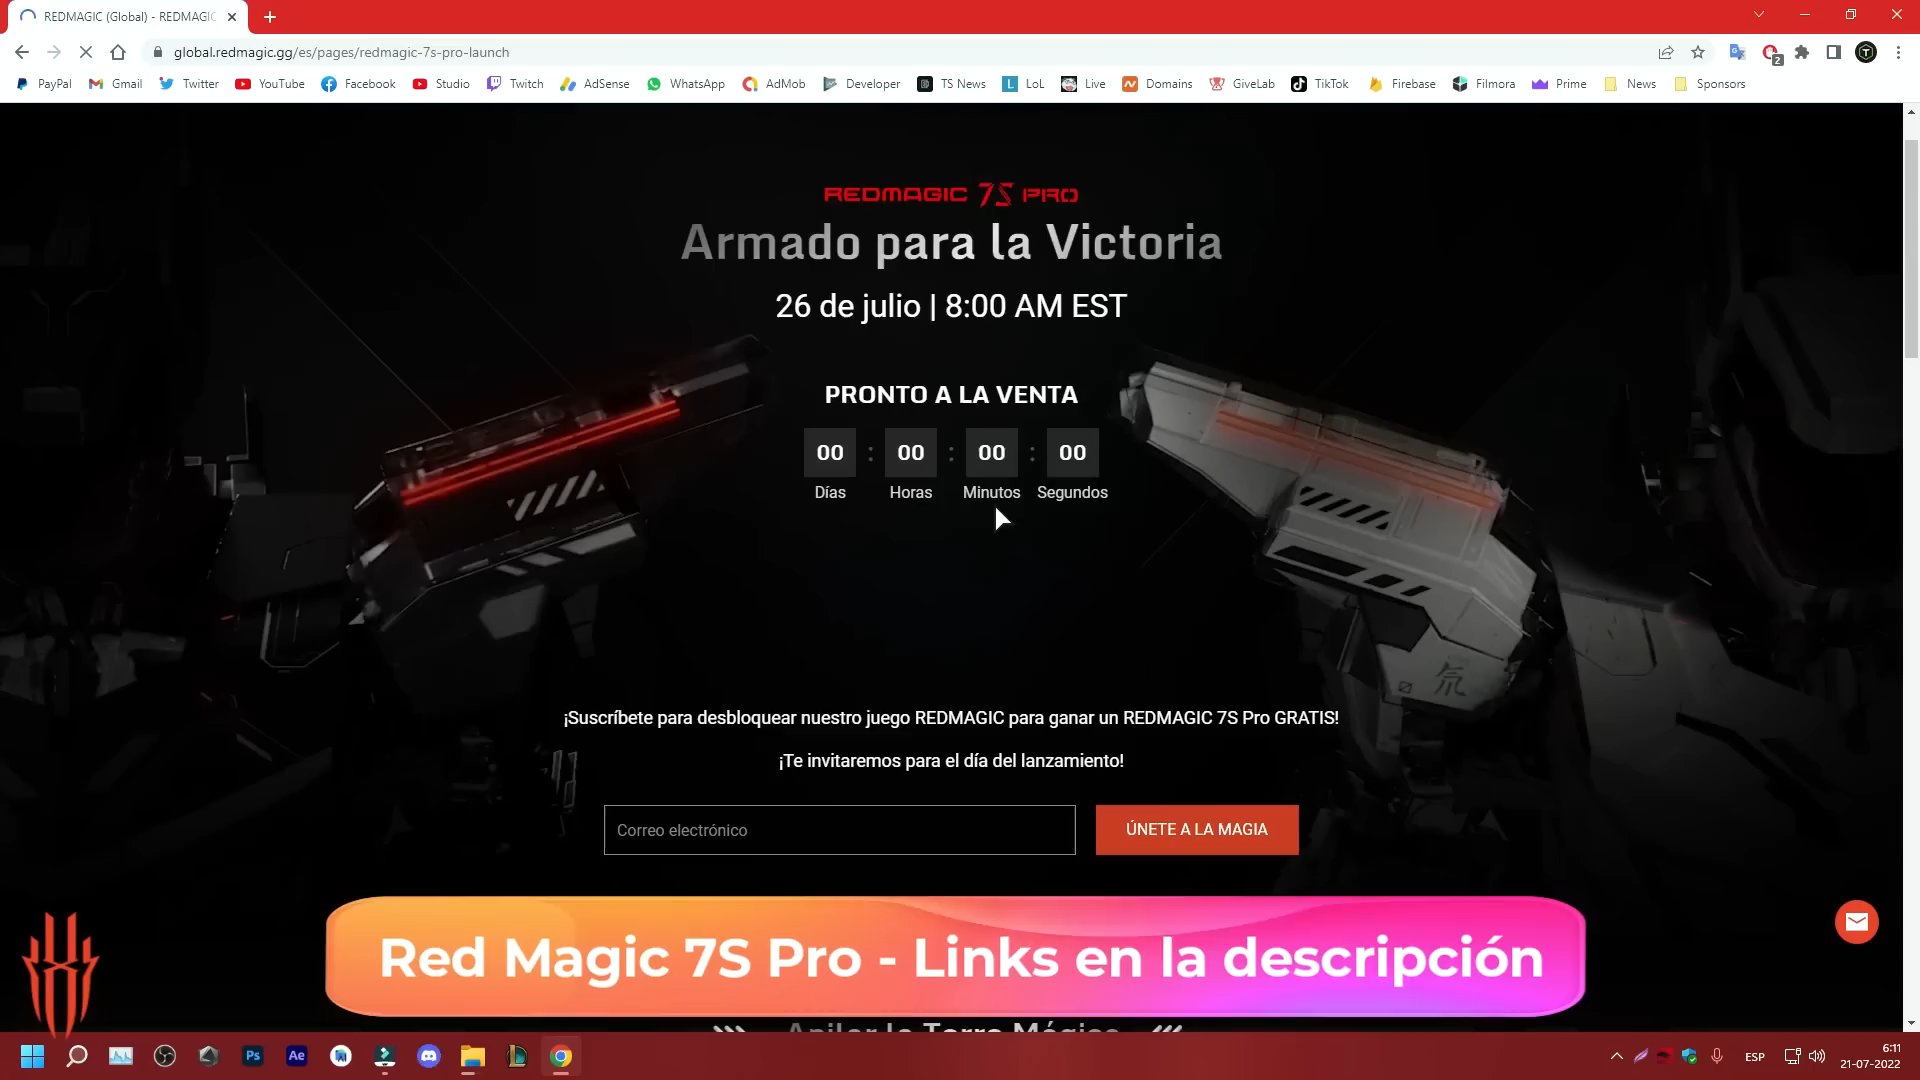 REDMAGIC (Global) - REDMAGIC
global.redmagic.gg/es/pages/redmagic-7s-pro-launch
2
PayPal Gmail Twitter YouTube Facebook Studio Twitch AdSense WhatsApp AdMob Developer TS News LoL Live Domains GiveLab TikTok Firebase Filmora Prime News Sponsors
REDMAGIC 7S PRO
Armado para la Victoria
26 de julio | 8:00 AM EST
PRONTO A LA VENTA
00 : 00 : 00 : 00
Días Horas Minutos Segundos
氘
¡Suscríbete para desbloquear nuestro juego REDMAGIC para ganar un REDMAGIC 7S Pro GRATIS!
¡Te invitaremos para el día del lanzamiento!
Correo electrónico
ÚNETE A LA MAGIA
Red Magic 7S Pro - Links en la descripción
Apilar la Torre Mágica
Ps Ae
ESP
6:11
21-07-2022